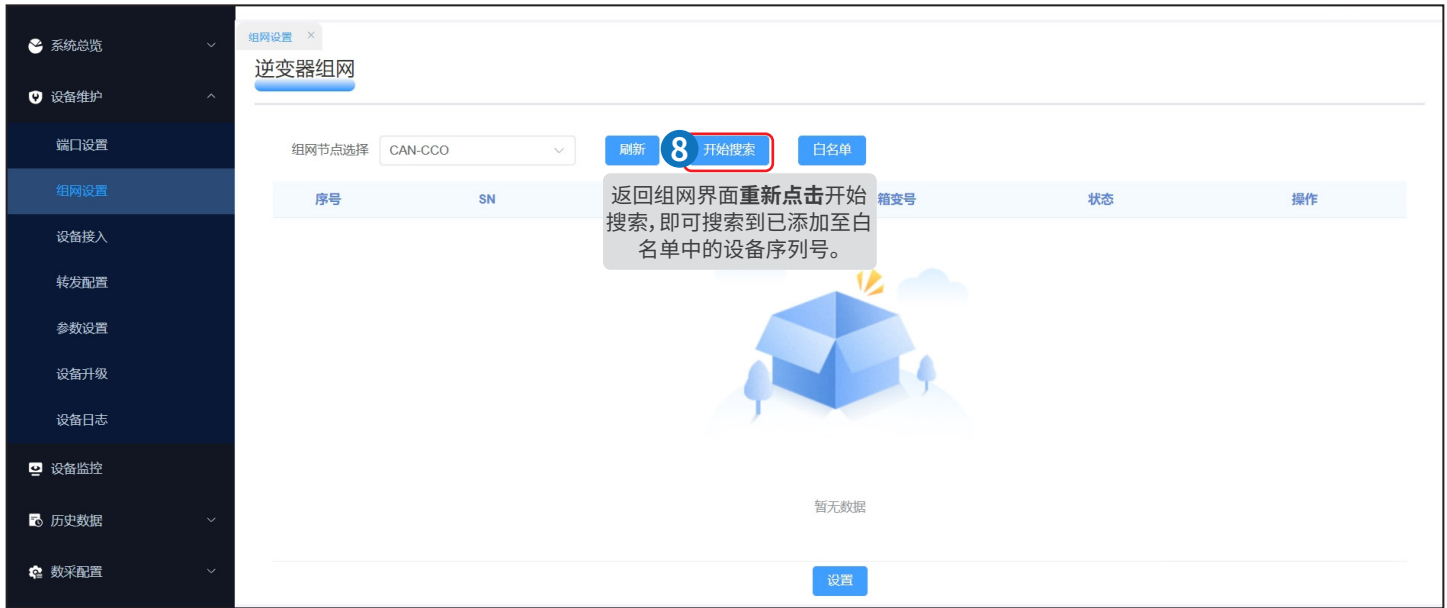 系统总览
设备维护
端口设置
组网设置
设备接入
转发配置
参数设置
设备升级
设备日志
设备监控
历史数据
数采配置
组网设置 ×
逆变器组网
组网节点选择 CAN-CCO 刷新 8 开始搜索 白名单
序号 SN 箱变号 状态 操作
返回组网界面重新点击开始
搜索，即可搜索到已添加至白
名单中的设备序列号。
暂无数据
设置